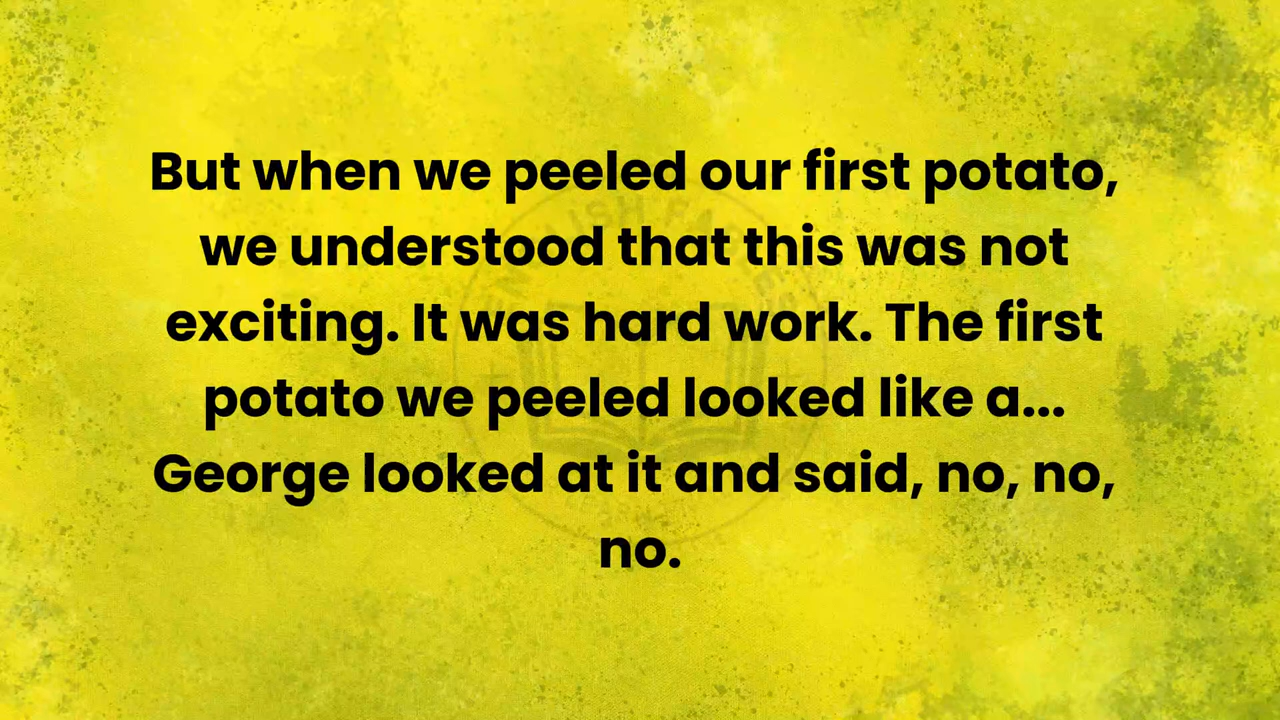 But when we peeled our first potato,
we understood that this was not
exciting. It was hard work. The first
potato we peeled looked like a...
George looked at it and said, no, no,
no.